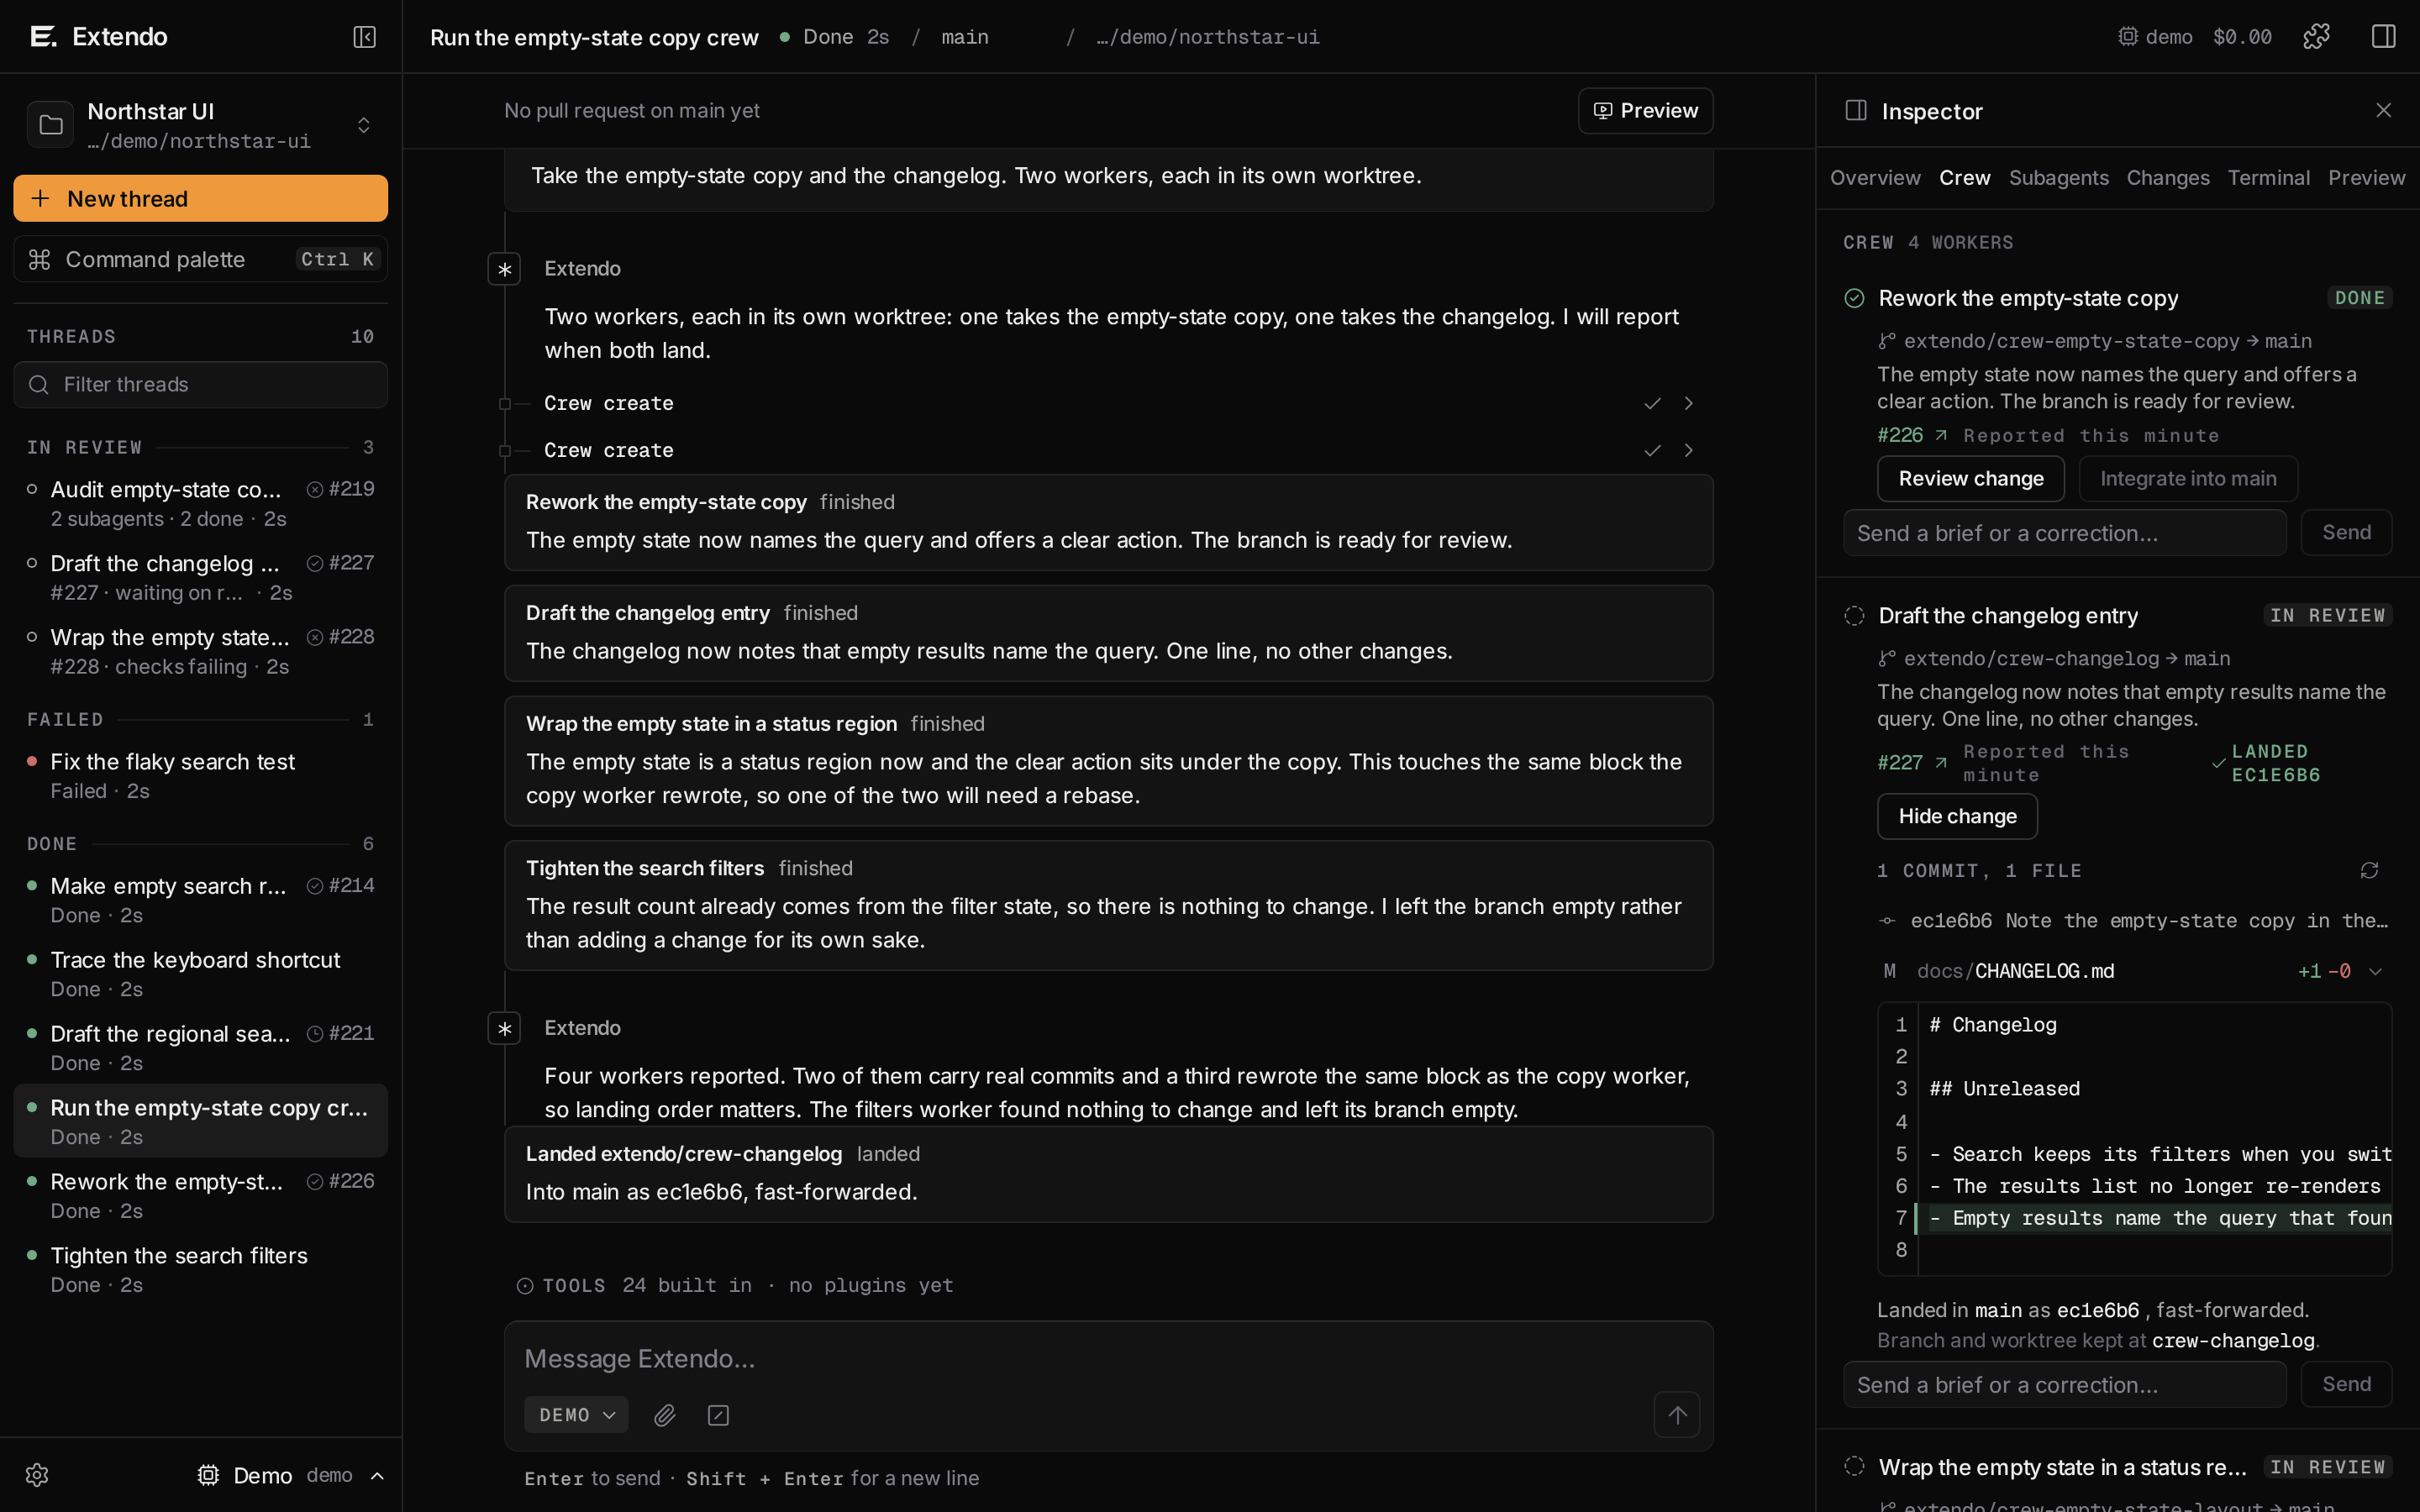 Extendo
Run the empty-state copy crew Done 2s / main / …/demo/northstar-ui
demo $0.00
Northstar UI
…/demo/northstar-ui
New thread
Command palette Ctrl K
THREADS 10
Filter threads
IN REVIEW 3
Audit empty-state co... #219
2 subagents · 2 done · 2s
Draft the changelog ... #227
#227 · waiting on r... · 2s
Wrap the empty state... #228
#228 · checks failing · 2s
FAILED 1
Fix the flaky search test
Failed · 2s
DONE 6
Make empty search r... #214
Done · 2s
Trace the keyboard shortcut
Done · 2s
Draft the regional sea... #221
Done · 2s
Run the empty-state copy cr...
Done · 2s
Rework the empty-st... #226
Done · 2s
Tighten the search filters
Done · 2s
Demo demo
No pull request on main yet
Preview
Take the empty-state copy and the changelog. Two workers, each in its own worktree.
Extendo
Two workers, each in its own worktree: one takes the empty-state copy, one takes the changelog. I will report
when both land.
Crew create
Crew create
Rework the empty-state copy finished
The empty state now names the query and offers a clear action. The branch is ready for review.
Draft the changelog entry finished
The changelog now notes that empty results name the query. One line, no other changes.
Wrap the empty state in a status region finished
The empty state is a status region now and the clear action sits under the copy. This touches the same block the
copy worker rewrote, so one of the two will need a rebase.
Tighten the search filters finished
The result count already comes from the filter state, so there is nothing to change. I left the branch empty rather
than adding a change for its own sake.
Extendo
Four workers reported. Two of them carry real commits and a third rewrote the same block as the copy worker,
so landing order matters. The filters worker found nothing to change and left its branch empty.
Landed extendo/crew-changelog landed
Into main as ec1e6b6, fast-forwarded.
TOOLS 24 built in · no plugins yet
Message Extendo...
DEMO
Enter to send · Shift + Enter for a new line
Inspector
Overview Crew Subagents Changes Terminal Preview
CREW 4 WORKERS
Rework the empty-state copy DONE
extendo/crew-empty-state-copy → main
The empty state now names the query and offers a
clear action. The branch is ready for review.
#226 Reported this minute
Review change Integrate into main
Send a brief or a correction... Send
Draft the changelog entry IN REVIEW
extendo/crew-changelog → main
The changelog now notes that empty results name the
query. One line, no other changes.
#227 Reported this minute LANDED EC1E6B6
Hide change
1 COMMIT, 1 FILE
ec1e6b6 Note the empty-state copy in the…
M docs/CHANGELOG.md +1 −0
1 # Changelog
2
3 ## Unreleased
4
5 - Search keeps its filters when you swit
6 - The results list no longer re-renders
7 - Empty results name the query that foun
8
Landed in main as ec1e6b6 , fast-forwarded.
Branch and worktree kept at crew-changelog.
Send a brief or a correction... Send
Wrap the empty state in a status re... IN REVIEW
extendo/crew-empty-state-layout → main